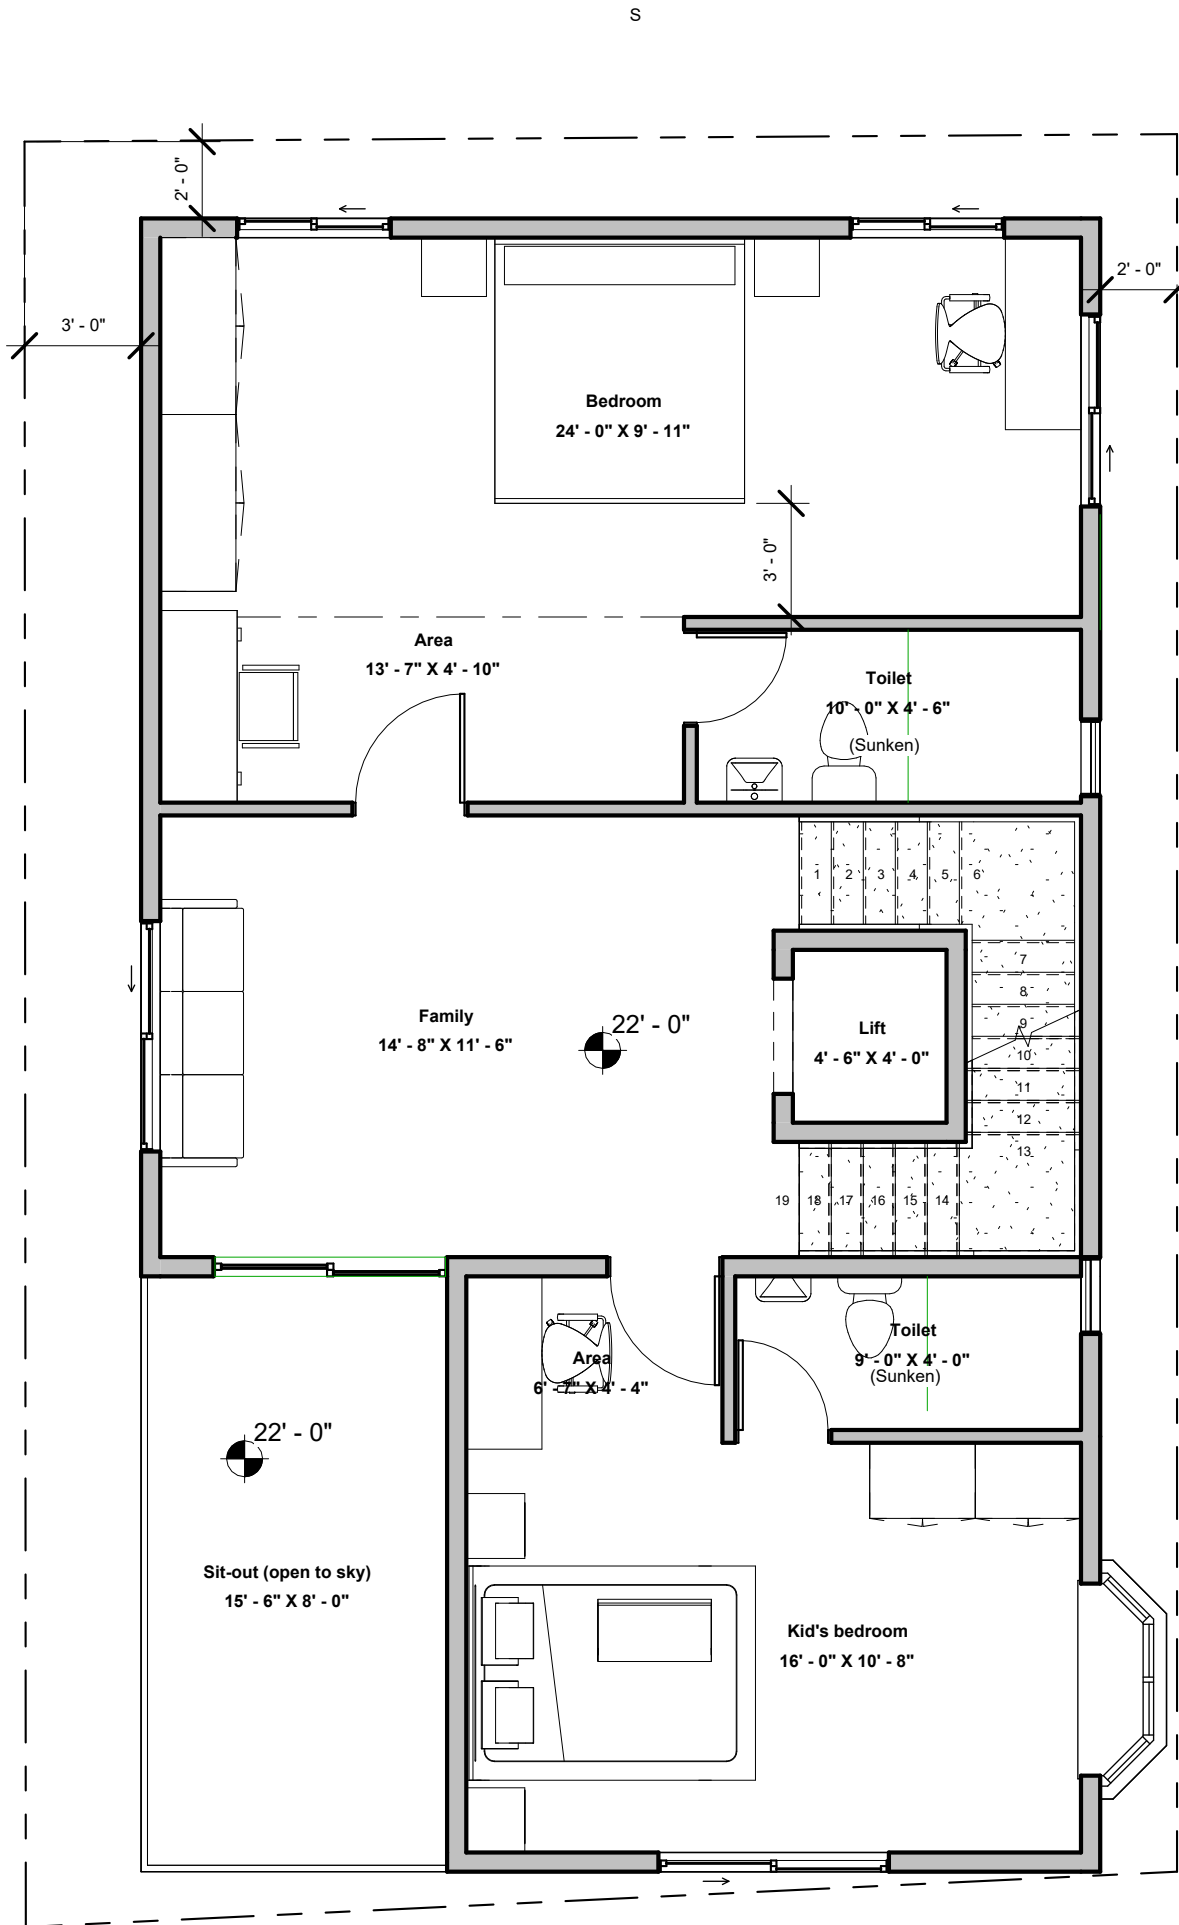 S
2' - 0"
2' - 0"
3' - 0"
Bedroom
24' - 0" X 9' - 11"
3' - 0"
Area
13' - 7" X 4' - 10"
Toilet
10' - 0" X 4' - 6"
(Sunken)
1 2 3 4 5 6
7
8
9
10
11
12
13
Family
14' - 8" X 11' - 6"
22' - 0"
Lift
4' - 6" X 4' - 0"
19 18 17 16 15 14
Area
6' - 7" X 4' - 4"
Toilet
9' - 0" X 4' - 0"
(Sunken)
22' - 0"
Sit-out (open to sky)
15' - 6" X 8' - 0"
Kid's bedroom
16' - 0" X 10' - 8"